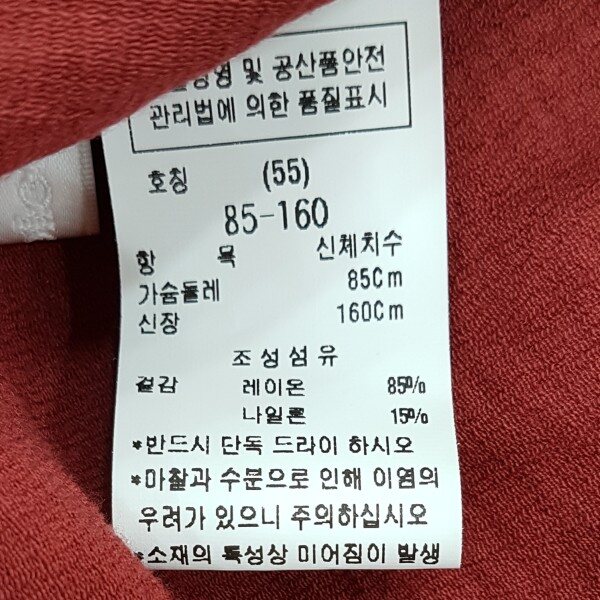 및 공산품안전
관리법에 의한 품질표시
호칭 (55)
85-160
항 목 신체치수
가슴둘레 85Cm
신장 160Cm
조성섬유
겉감 레이온 85%
나일론 15%
*반드시 단독 드라이 하시오
*마찰과 수분으로 인해 이염의
우려가 있으니 주의하십시오
*소재의 특성상 미어짐이 발생